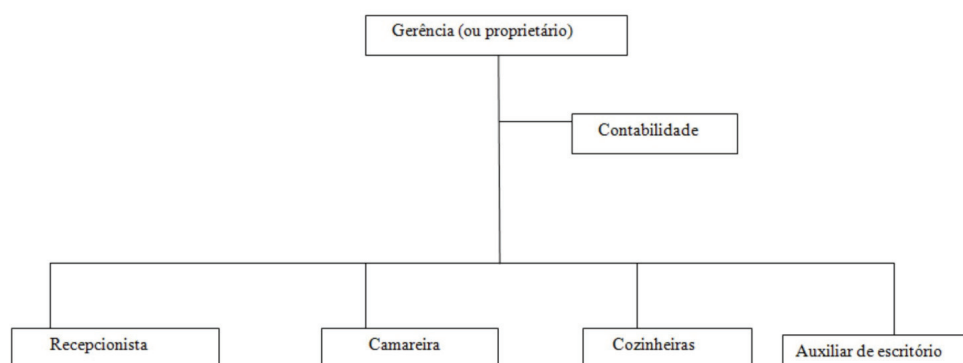 Gerência (ou proprietário)
Contabilidade
Recepcionista
Camareira
Cozinheiras
Auxiliar de escritório